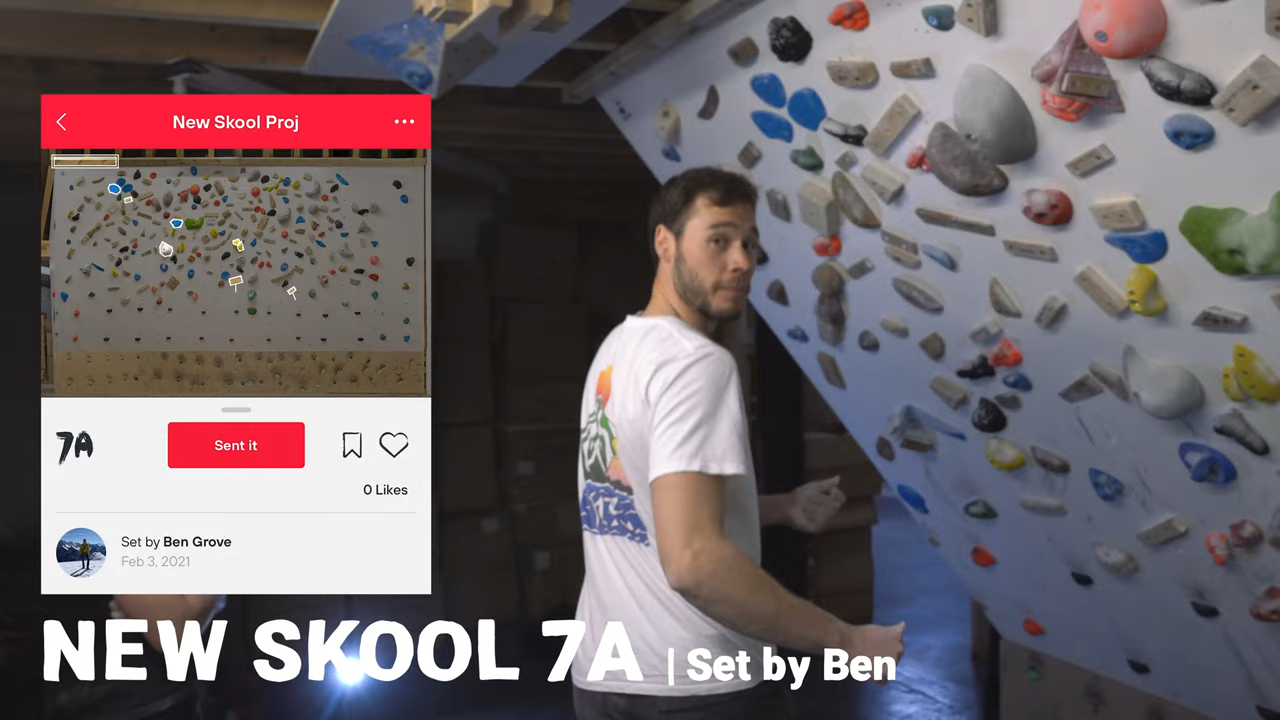 New Skool Proj
7A
Sent it
0 Likes
Set by Ben Grove
Feb 3, 2021
NEW SKOOL 7A | Set by Ben